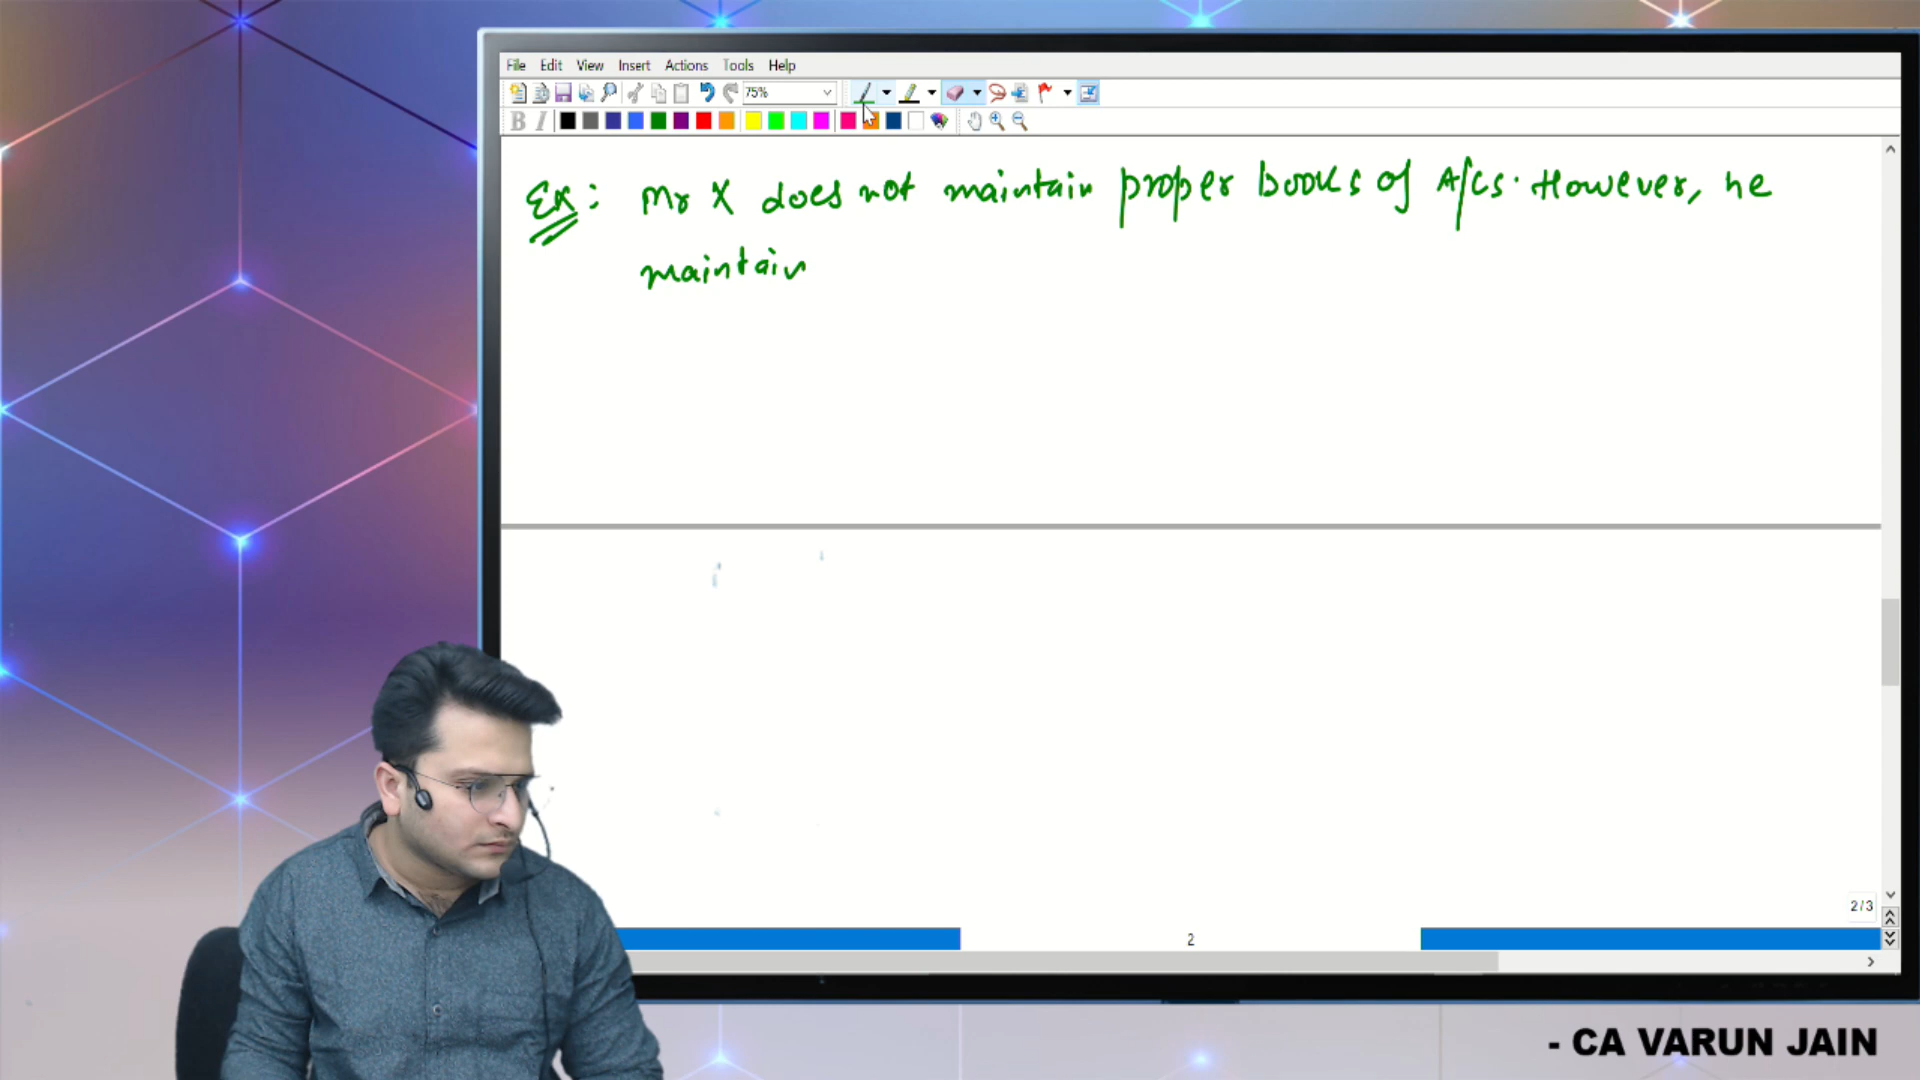 File Edit View Insert Actions Tools Help
75%
B I
Ex: Mr X does not maintain proper books of A/cs. However, he
maintain
2/3
2
- CA VARUN JAIN